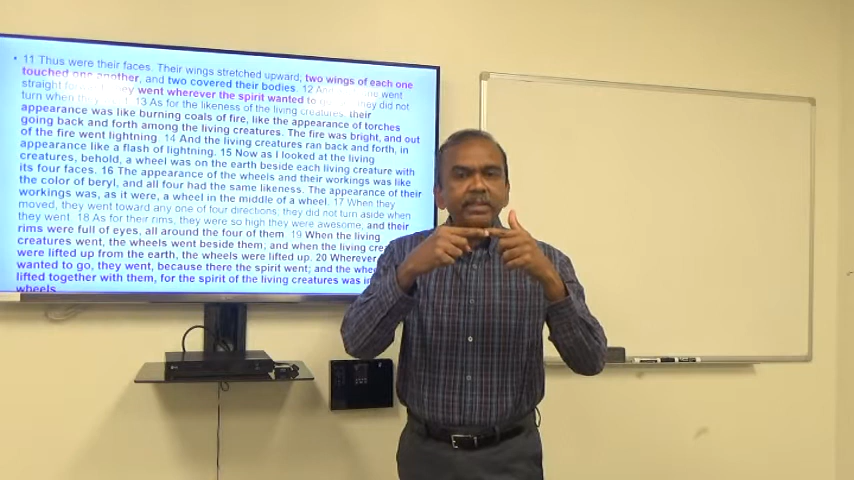 • 11 Thus were their faces. Their wings stretched upward; two wings of each one
touched one another, and two covered their bodies. 12 And each one went
straight forward; they went wherever the spirit wanted to go, they did not
turn when they went. 13 As for the likeness of the living creatures, their
appearance was like burning coals of fire, like the appearance of torches
going back and forth among the living creatures. The fire was bright, and out
of the fire went lightning. 14 And the living creatures ran back and forth, in
appearance like a flash of lightning. 15 Now as I looked at the living
creatures, behold, a wheel was on the earth beside each living creature with
its four faces. 16 The appearance of the wheels and their workings was like
the color of beryl, and all four had the same likeness. The appearance of their
workings was, as it were, a wheel in the middle of a wheel. 17 When they
moved, they went toward any one of four directions; they did not turn aside when
they went. 18 As for their rims, they were so high they were awesome; and their
rims were full of eyes, all around the four of them. 19 When the living
creatures went, the wheels went beside them; and when the living
were lifted up from the earth, the wheels were lifted up. 20 Wherever
wanted to go, they went, because there the spirit went; and the wheels
lifted together with them, for the spirit of the living creatures was in
wheels.